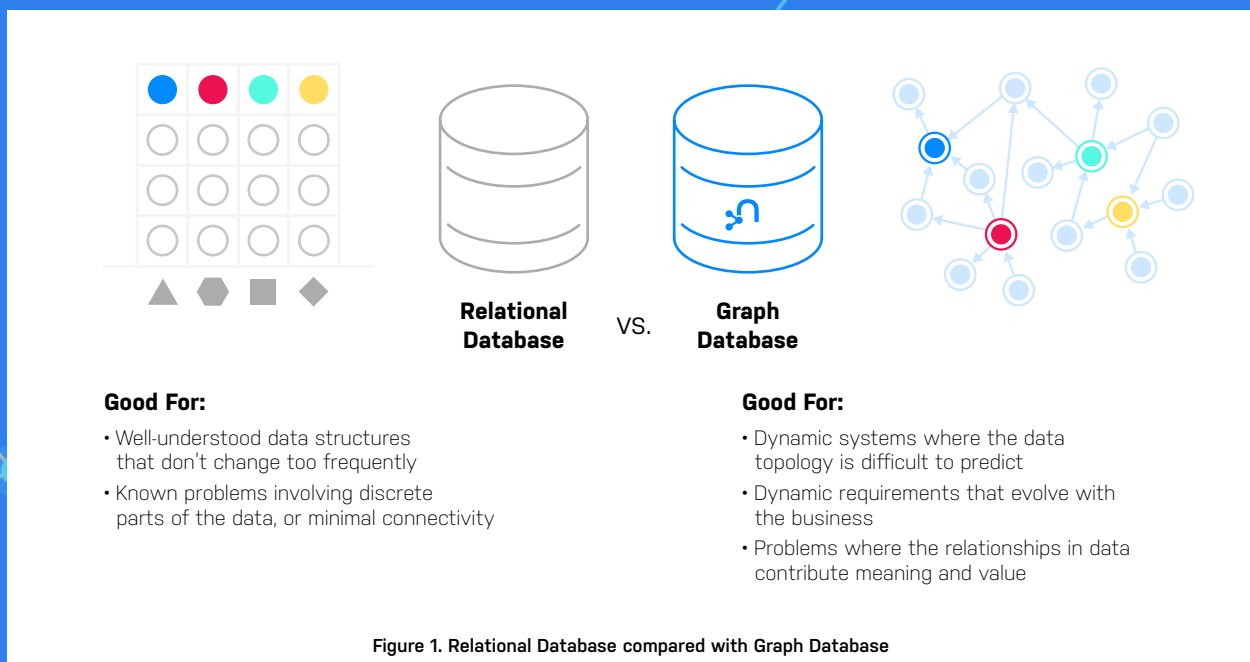 Relational
Database
VS.
Graph
Database
Good For:
• Well-understood data structures
that don't change too frequently
• Known problems involving discrete
parts of the data, or minimal connectivity
Good For:
• Dynamic systems where the data
topology is difficult to predict
• Dynamic requirements that evolve with
the business
• Problems where the relationships in data
contribute meaning and value
Figure 1. Relational Database compared with Graph Database